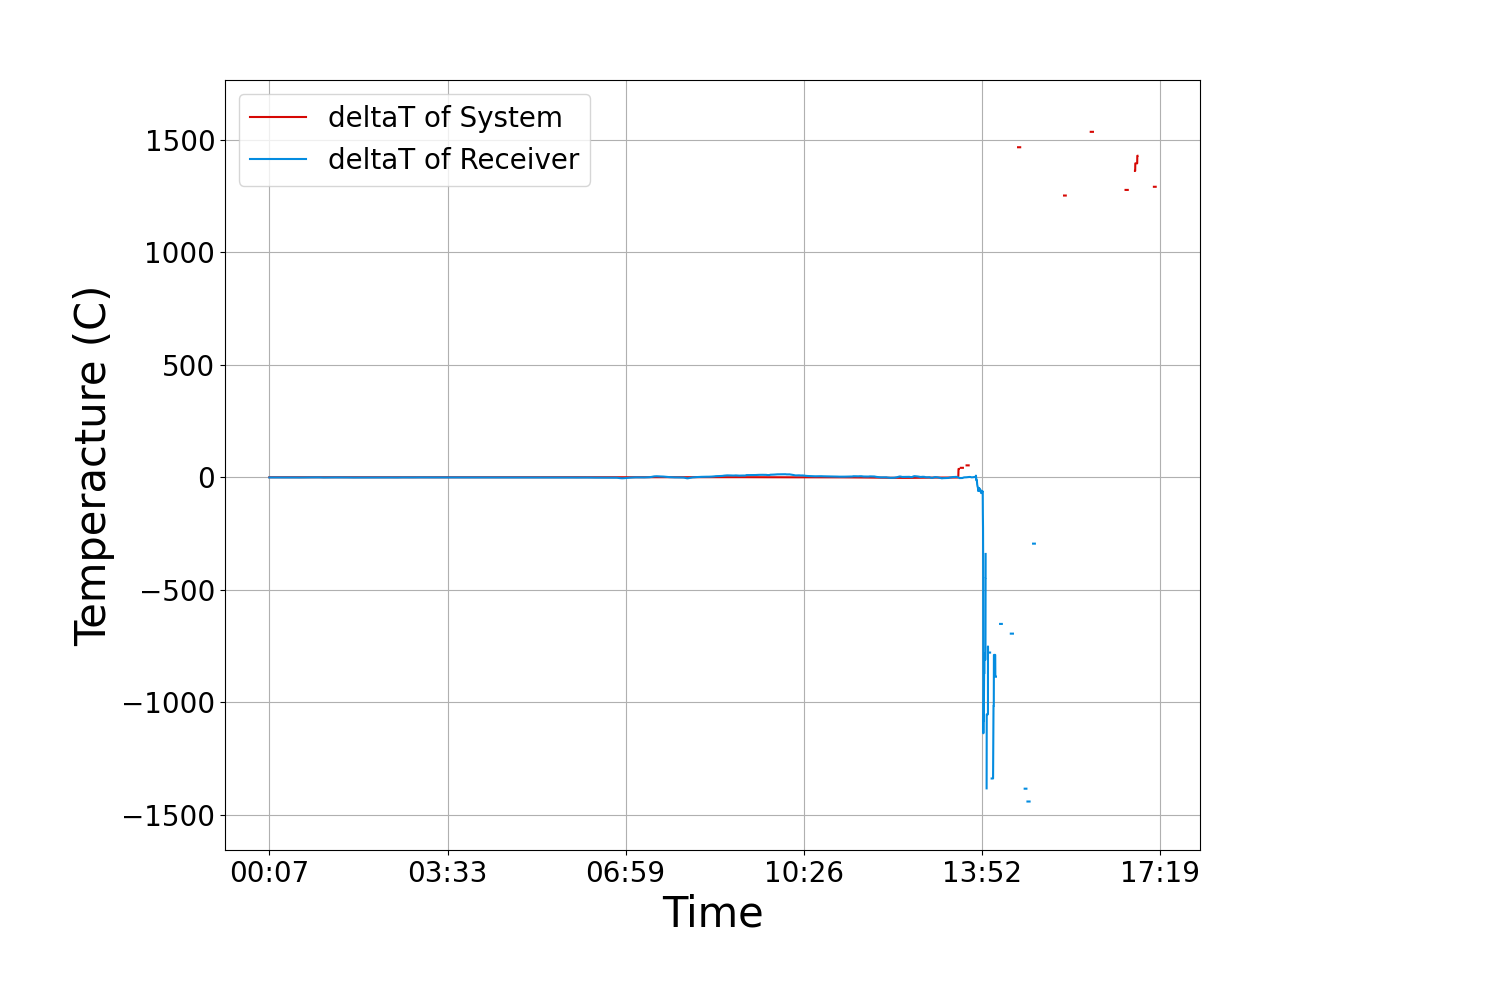 deltaT of System
deltaT of Receiver
1500
1000
500
0
−500
−1000
−1500
Temperacture (C)
00:07 03:33 06:59 10:26 13:52 17:19
Time